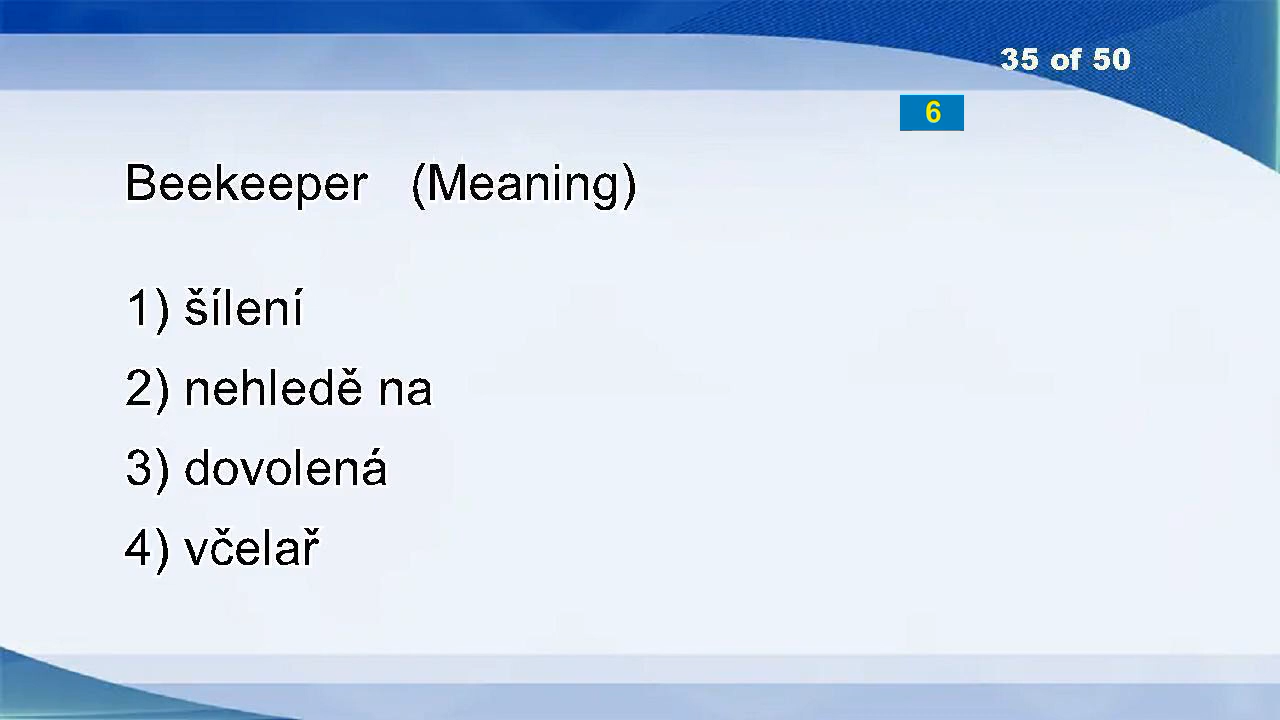 35 of 50
6
Beekeeper (Meaning)
1) šílení
2) nehledě na
3) dovolená
4) včelař